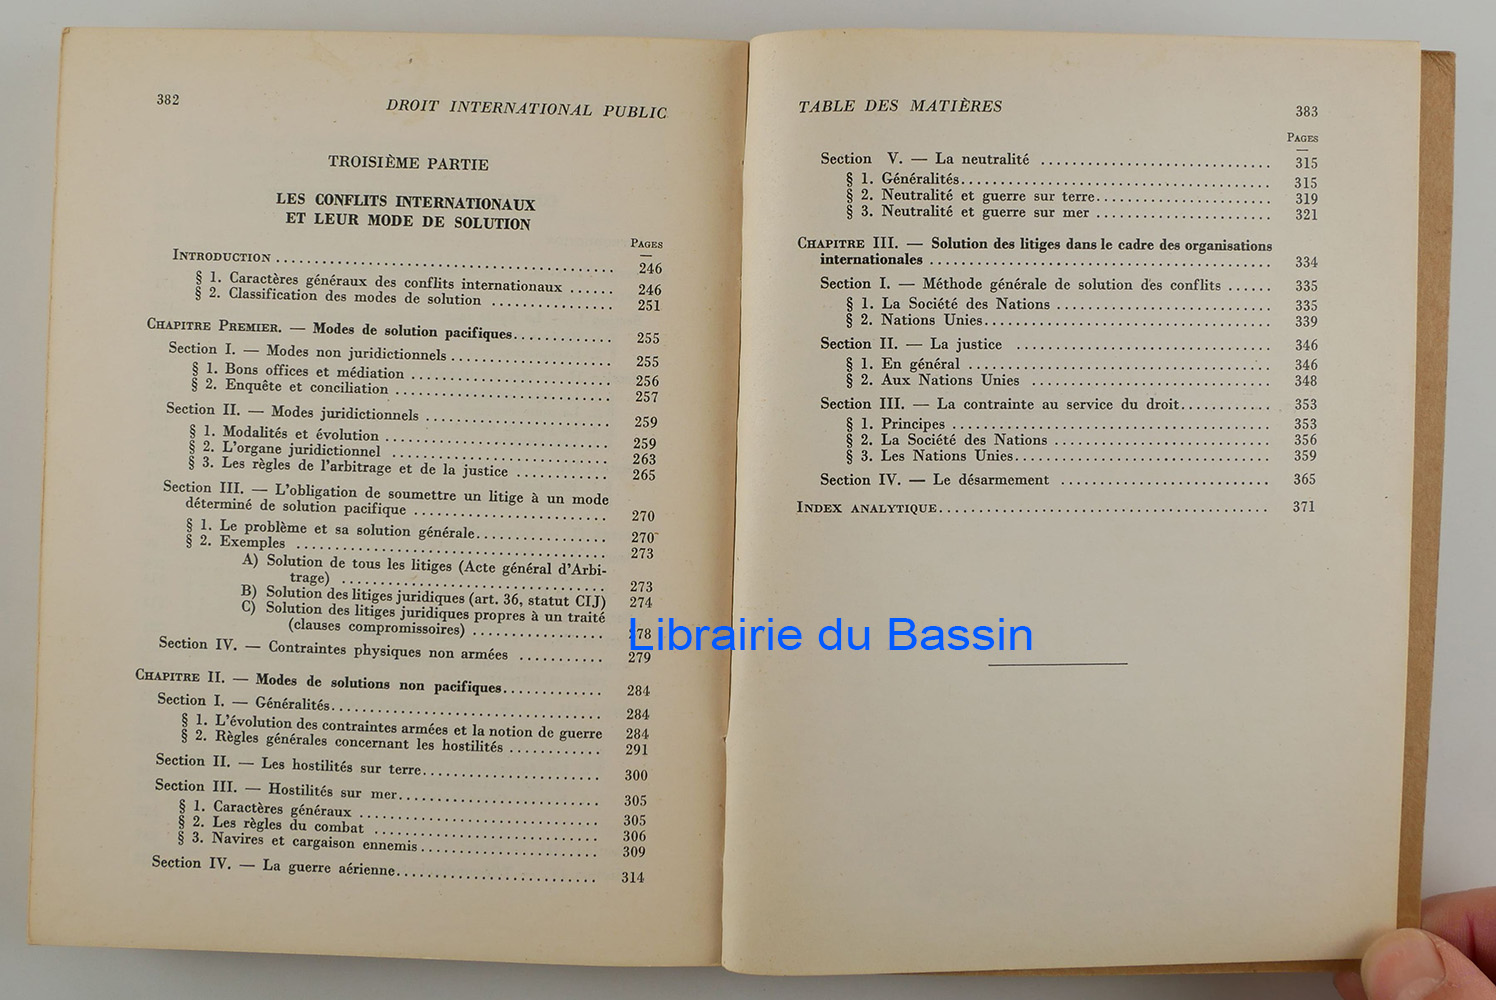 382
DROIT INTERNATIONAL PUBLIC
TROISIÈME PARTIE
LES CONFLITS INTERNATIONAUX
ET LEUR MODE DE SOLUTION
PAGES
INTRODUCTION ........................................ 246
§ 1. Caractères généraux des conflits internationaux ...... 246
§ 2. Classification des modes de solution ............... 251
CHAPITRE PREMIER. — Modes de solution pacifiques............. 255
Section I. — Modes non juridictionnels..................... 255
§ 1. Bons offices et médiation ......................... 256
§ 2. Enquête et conciliation ........................... 257
Section II. — Modes juridictionnels ....................... 259
§ 1. Modalités et évolution ............................ 259
§ 2. L'organe juridictionnel ........................... 263
§ 3. Les règles de l'arbitrage et de la justice ............ 265
Section III. — L'obligation de soumettre un litige à un mode
déterminé de solution pacifique ......................... 270
§ 1. Le problème et sa solution générale................. 270
§ 2. Exemples ........................................ 273
A) Solution de tous les litiges (Acte général d'Arbi-
trage) .................................. 273
B) Solution des litiges juridiques (art. 36, statut CIJ) 274
C) Solution des litiges juridiques propres à un traité
(clauses compromissoires) ................. 278
Section IV. — Contraintes physiques non armées ........... 279
CHAPITRE II. — Modes de solutions non pacifiques............. 284
Section I. — Généralités................................... 284
§ 1. L'évolution des contraintes armées et la notion de guerre 284
§ 2. Règles générales concernant les hostilités ............ 291
Section II. — Les hostilités sur terre....................... 300
Section III. — Hostilités sur mer.......................... 305
§ 1. Caractères généraux ............................... 305
§ 2. Les règles du combat ............................. 306
§ 3. Navires et cargaison ennemis....................... 309
Section IV. — La guerre aérienne.......................... 314
TABLE DES MATIÈRES
383
PAGES
Section V. — La neutralité .............................. 315
§ 1. Généralités........................................ 315
§ 2. Neutralité et guerre sur terre....................... 319
§ 3. Neutralité et guerre sur mer ....................... 321
CHAPITRE III. — Solution des litiges dans le cadre des organisations
internationales ........................................ 334
Section I. — Méthode générale de solution des conflits ...... 335
§ 1. La Société des Nations ............................ 335
§ 2. Nations Unies..................................... 339
Section II. — La justice .................................. 346
§ 1. En général ........................................ 346
§ 2. Aux Nations Unies ............................... 348
Section III. — La contrainte au service du droit............ 353
§ 1. Principes ......................................... 353
§ 2. La Société des Nations ............................ 356
§ 3. Les Nations Unies................................. 359
Section IV. — Le désarmement ........................... 365
INDEX ANALYTIQUE........................................... 371
Librairie du Bassin